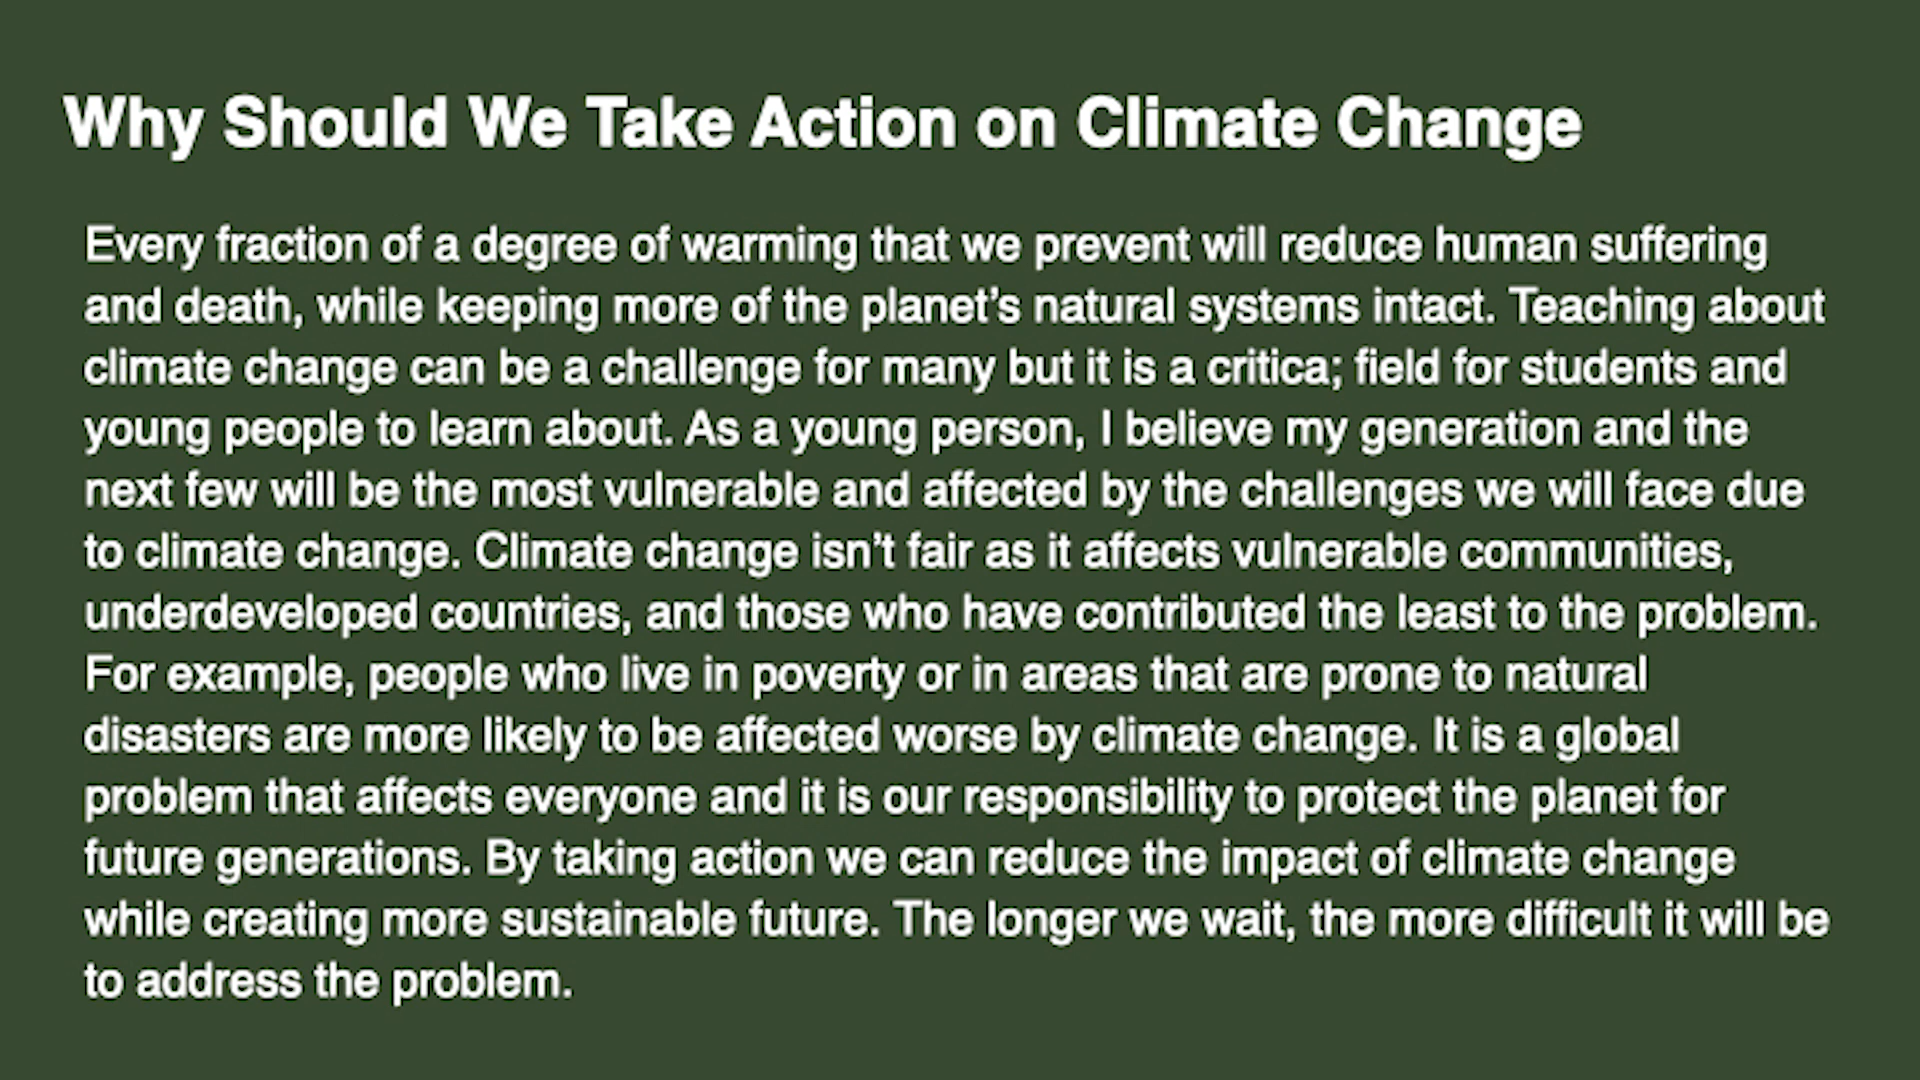 Why Should We Take Action on Climate Change
Every fraction of a degree of warming that we prevent will reduce human suffering
and death, while keeping more of the planet’s natural systems intact. Teaching about
climate change can be a challenge for many but it is a critica; field for students and
young people to learn about. As a young person, I believe my generation and the
next few will be the most vulnerable and affected by the challenges we will face due
to climate change. Climate change isn’t fair as it affects vulnerable communities,
underdeveloped countries, and those who have contributed the least to the problem.
For example, people who live in poverty or in areas that are prone to natural
disasters are more likely to be affected worse by climate change. It is a global
problem that affects everyone and it is our responsibility to protect the planet for
future generations. By taking action we can reduce the impact of climate change
while creating more sustainable future. The longer we wait, the more difficult it will be
to address the problem.